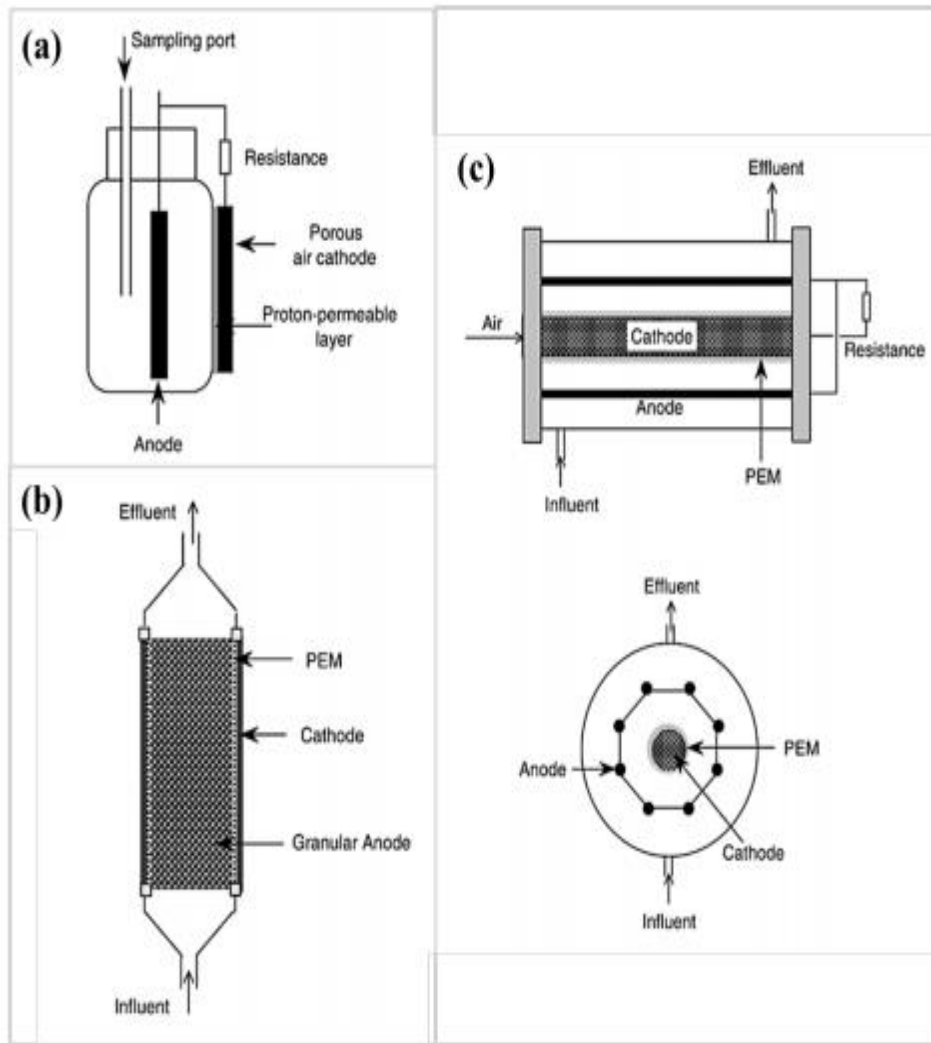 (a)
Sampling port
Resistance
Porous
air cathode
Proton-permeable
layer
Anode
(b)
Effluent
PEM
Cathode
Granular Anode
Influent
(c)
Effluent
Air
Cathode
Resistance
Anode
PEM
Influent
Effluent
PEM
Anode
Cathode
Influent